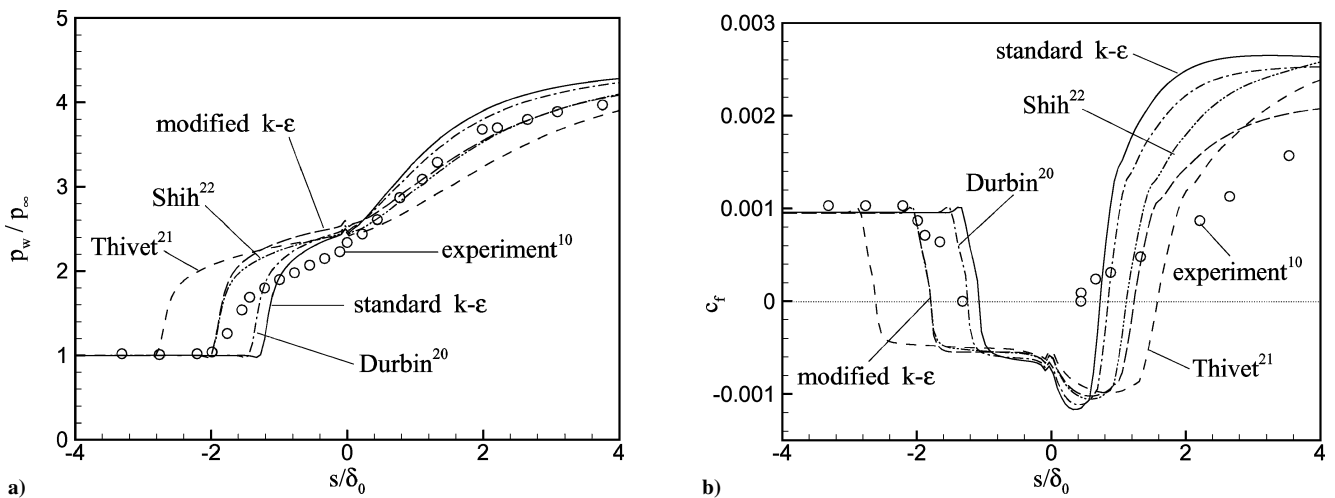 5
4
3
2
1
0
p_w / p_∞
modified k-ε
Shih²²
Thivet²¹
experiment¹⁰
standard k-ε
Durbin²⁰
-4 -2 0 2 4
s/δ₀
a)
0.003
0.002
0.001
0
-0.001
c_f
standard k-ε
Shih²²
Durbin²⁰
experiment¹⁰
Thivet²¹
modified k-ε
-4 -2 0 2 4
s/δ₀
b)